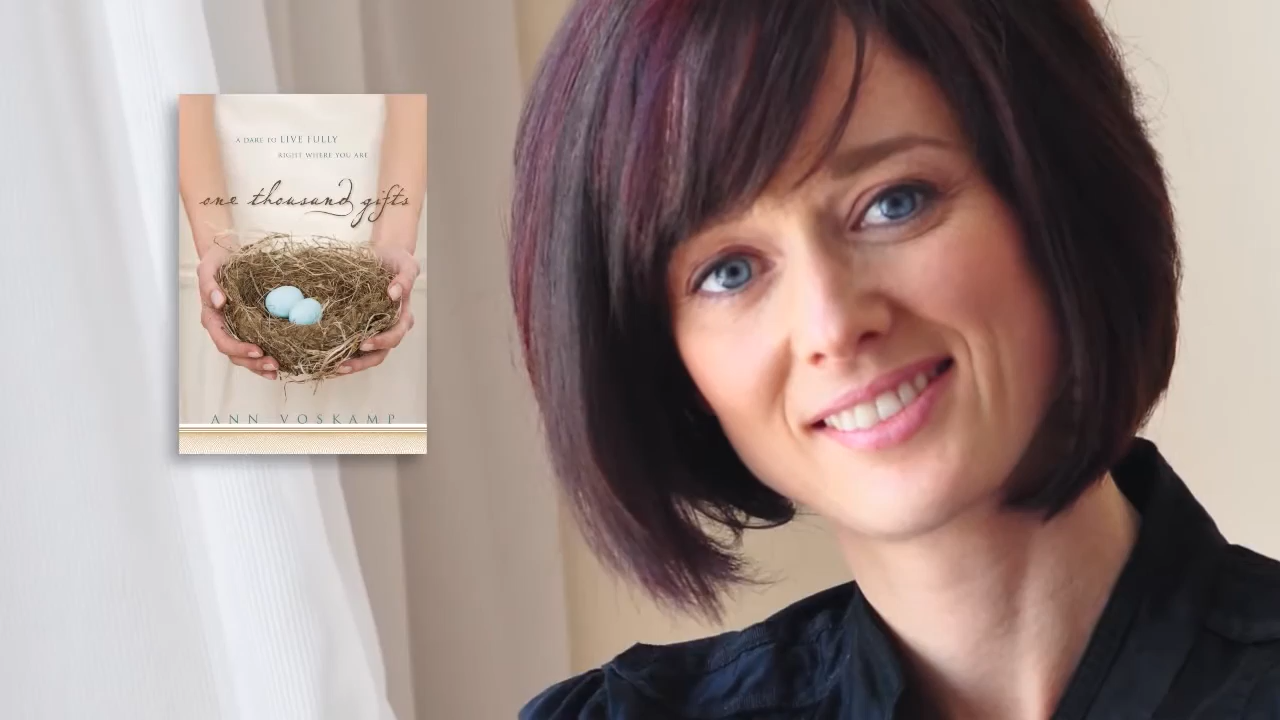 A DARE TO LIVE FULLY
RIGHT WHERE YOU ARE
one thousand gifts
ANN VOSKAMP